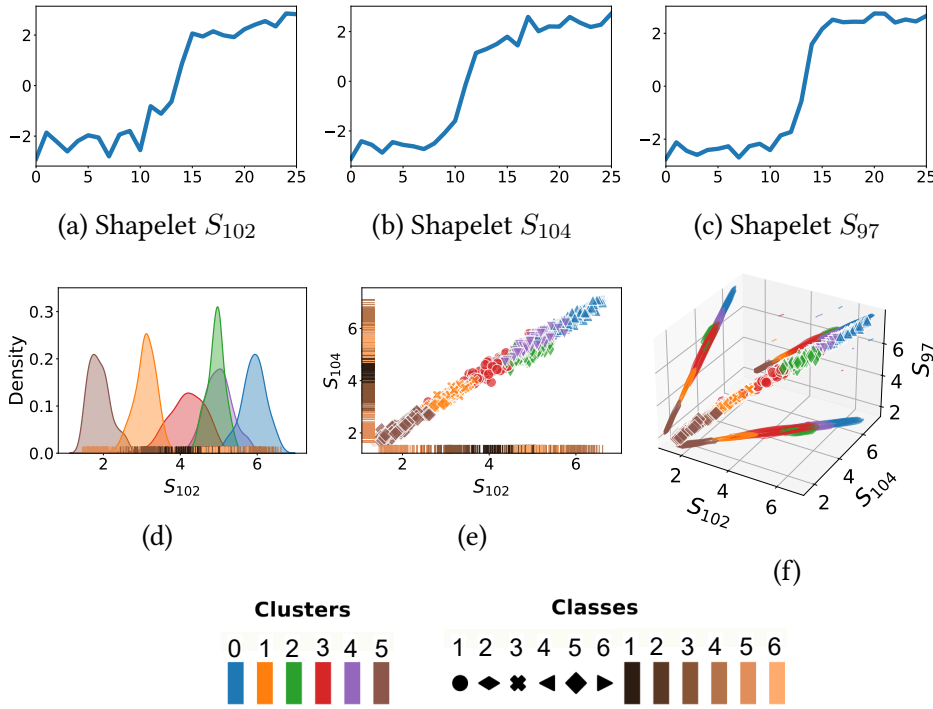 2
0
−2
0 5 10 15 20 25
(a) Shapelet S102
2
0
−2
0 5 10 15 20 25
(b) Shapelet S104
2
0
−2
0 5 10 15 20 25
(c) Shapelet S97
Density
0.3
0.2
0.1
0.0
2 4 6
S102
(d)
S104
6
4
2
2 4 6
S102
(e)
2 4 6
S102
2 4 6
S104
6
4
2
S97
(f)
Clusters
0 1 2 3 4 5
Classes
1 2 3 4 5 6 1 2 3 4 5 6